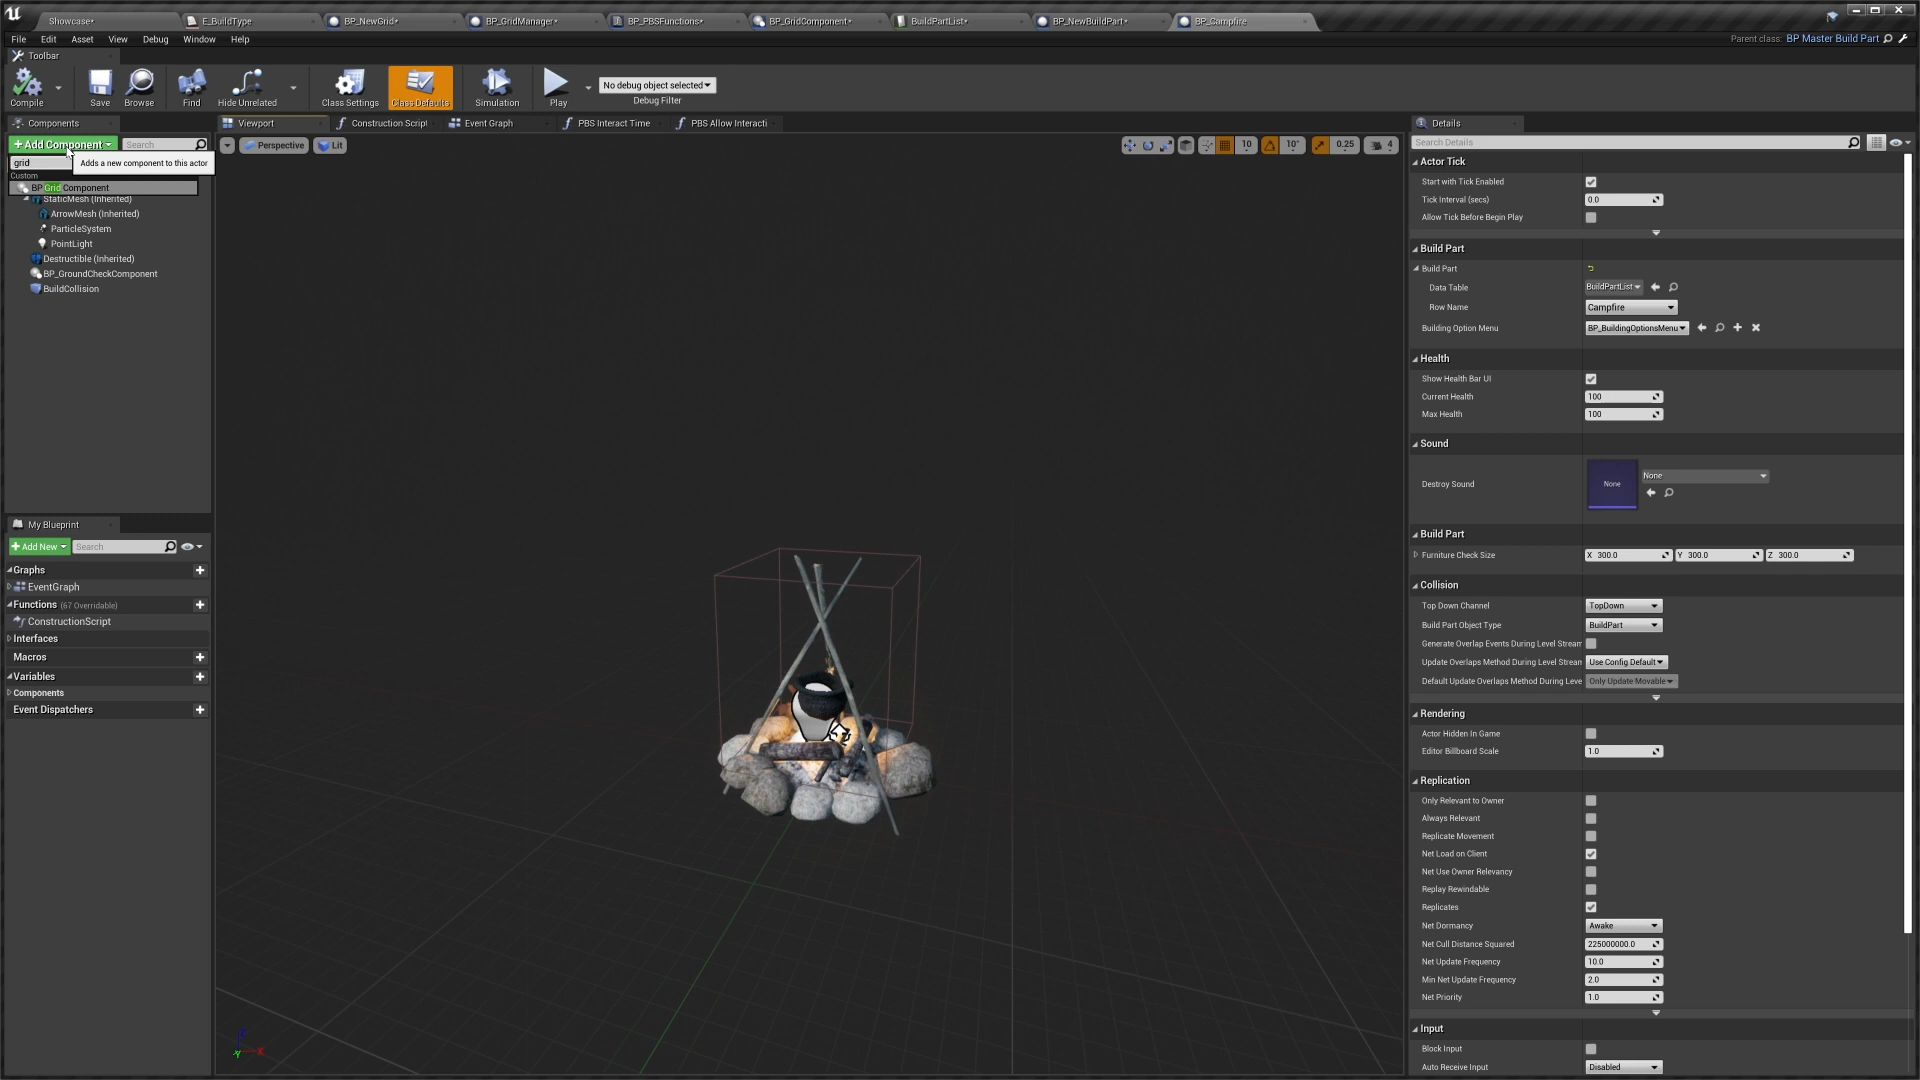 Showcase*
E_BuildType
BP_NewGrid*
BP_GridManager*
BP_PBSFunctions*
BP_GridComponent*
BuildPartList*
BP_NewBuildPart*
BP_Campfire
File Edit Asset View Debug Window Help
Parent class: BP Master Build Part
Toolbar
Compile
Save
Browse
Find
Hide Unrelated
Class Settings
Class Defaults
Simulation
Play
No debug object selected
Debug Filter
Components
+ Add Component
Search
grid
Adds a new component to this actor
Custom
BP Grid Component
StaticMesh (Inherited)
ArrowMesh (Inherited)
ParticleSystem
PointLight
Destructible (Inherited)
BP_GroundCheckComponent
BuildCollision
My Blueprint
+ Add New
Search
Graphs
EventGraph
Functions (67 Overridable)
ConstructionScript
Interfaces
Macros
Variables
Components
Event Dispatchers
Viewport
Construction Script
Event Graph
PBS Interact Time
PBS Allow Interacti
Perspective
Lit
10
10°
0.25
4
Z
Y
X
Details
Search Details
Actor Tick
Start with Tick Enabled
Tick Interval (secs) 0.0
Allow Tick Before Begin Play
Build Part
Build Part
Data Table BuildPartList
Row Name Campfire
Building Option Menu BP_BuildingOptionsMenu
Health
Show Health Bar UI
Current Health 100
Max Health 100
Sound
Destroy Sound None None
Build Part
Furniture Check Size X 300.0 Y 300.0 Z 300.0
Collision
Top Down Channel TopDown
Build Part Object Type BuildPart
Generate Overlap Events During Level Stream
Update Overlaps Method During Level Strear Use Config Default
Default Update Overlaps Method During Leve Only Update Movable
Rendering
Actor Hidden In Game
Editor Billboard Scale 1.0
Replication
Only Relevant to Owner
Always Relevant
Replicate Movement
Net Load on Client
Net Use Owner Relevancy
Replay Rewindable
Replicates
Net Dormancy Awake
Net Cull Distance Squared 225000000.0
Net Update Frequency 10.0
Min Net Update Frequency 2.0
Net Priority 1.0
Input
Block Input
Auto Receive Input Disabled